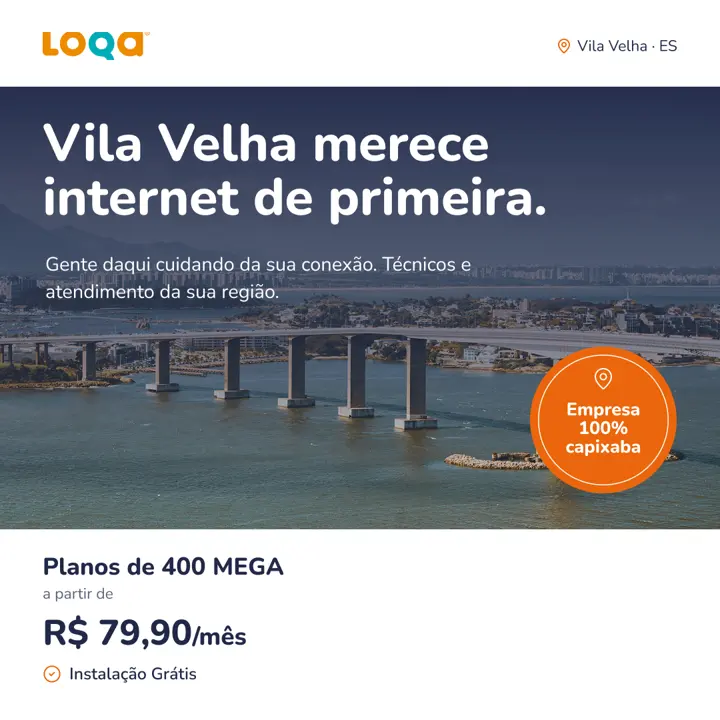 LOQA
Vila Velha · ES
Vila Velha merece
internet de primeira.
Gente daqui cuidando da sua conexão. Técnicos e
atendimento da sua região.
Empresa
100%
capixaba
Planos de 400 MEGA
a partir de
R$ 79,90/mês
Instalação Grátis